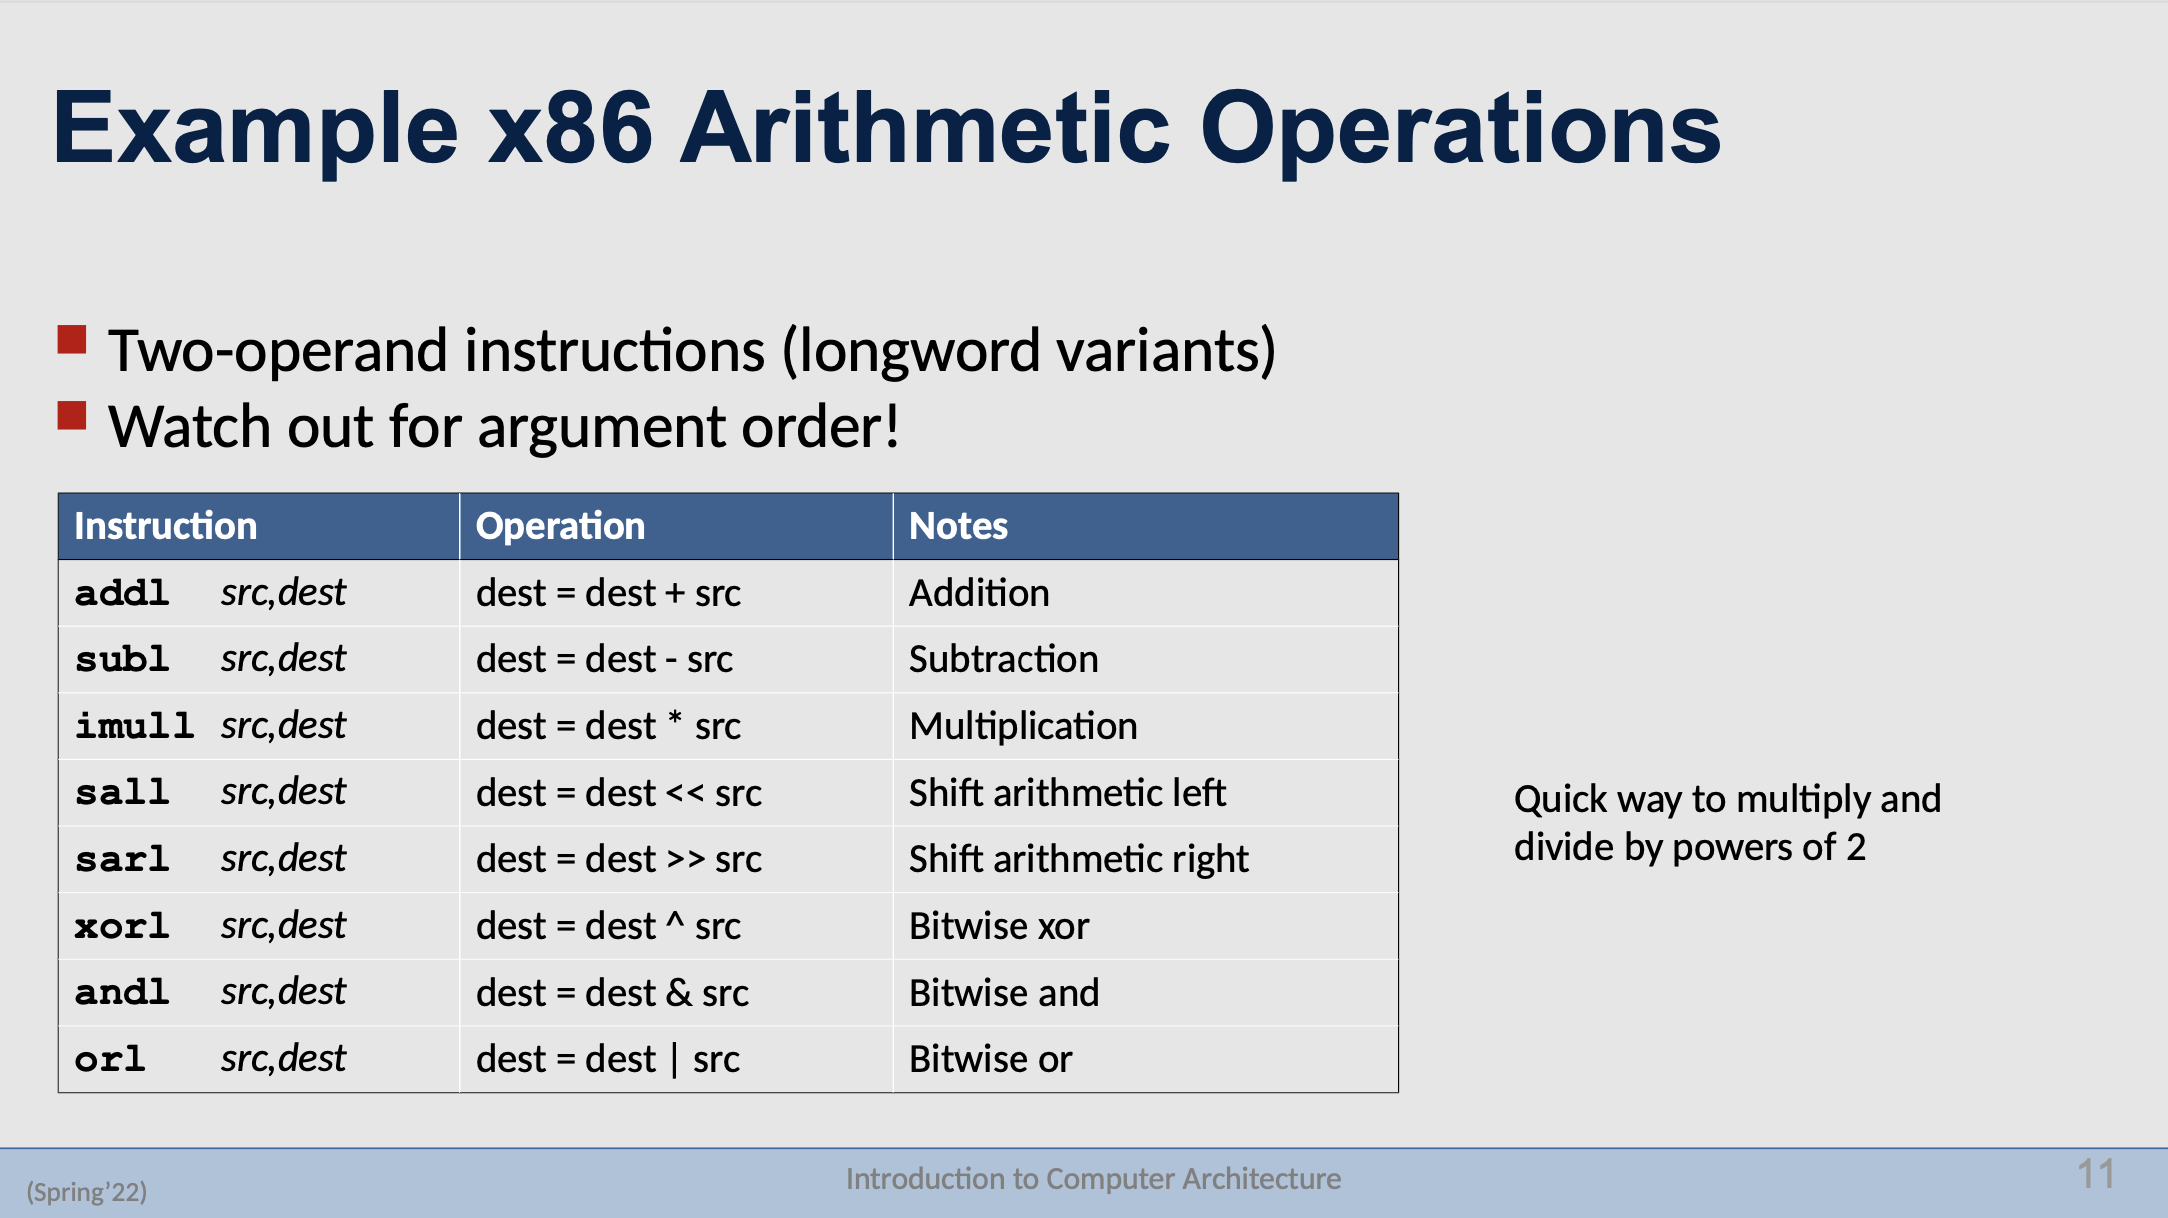 Example x86 Arithmetic Operations
Two-operand instructions (longword variants)
Watch out for argument order!
Instruction Operation Notes
addl src,dest dest = dest + src Addition
subl src,dest dest = dest - src Subtraction
imull src,dest dest = dest * src Multiplication
sall src,dest dest = dest << src Shift arithmetic left
sarl src,dest dest = dest >> src Shift arithmetic right
xorl src,dest dest = dest ^ src Bitwise xor
andl src,dest dest = dest & src Bitwise and
orl src,dest dest = dest | src Bitwise or
Quick way to multiply and
divide by powers of 2
(Spring’22)
Introduction to Computer Architecture
11